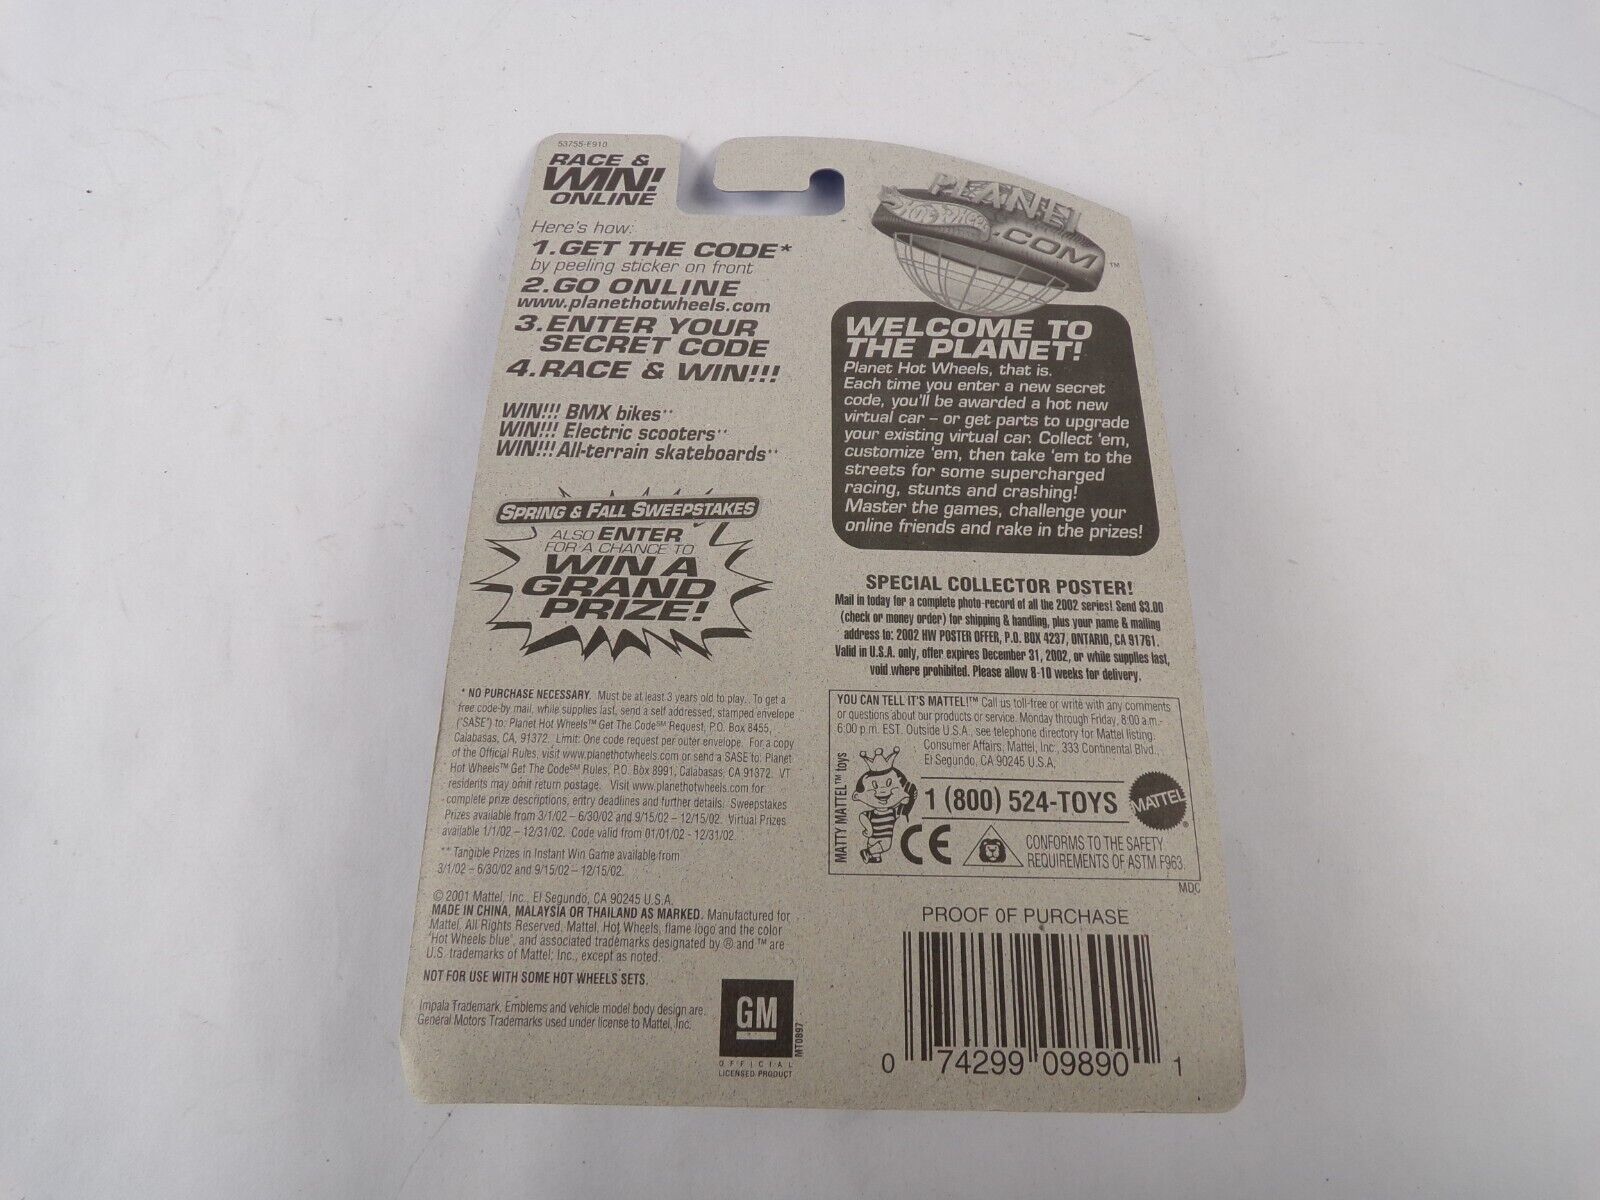 53755-E910
RACE &
WIN!
ONLINE
Here's how:
1.GET THE CODE*
by peeling sticker on front
2.GO ONLINE
www.planethotwheels.com
3.ENTER YOUR
SECRET CODE
4.RACE & WIN!!!
WIN!!! BMX bikes**
WIN!!! Electric scooters**
WIN!!! All-terrain skateboards**
SPRING & FALL SWEEPSTAKES
ALSO ENTER
FOR A CHANCE TO
WIN A
GRAND
PRIZE!
* NO PURCHASE NECESSARY. Must be at least 3 years old to play. To get a
free code-by mail, while supplies last, send a self addressed, stamped envelope
("SASE") to: Planet Hot Wheels™ Get The Code℠ Request, P.O. Box 8455,
Calabasas, CA, 91372. Limit: One code request per outer envelope. For a copy
of the Official Rules, visit www.planethotwheels.com or send a SASE to: Planet
Hot Wheels™ Get The Code℠ Rules, P.O. Box 8991, Calabasas, CA 91372. VT
residents may omit return postage. Visit www.planethotwheels.com for
complete prize descriptions, entry deadlines and further details. Sweepstakes
Prizes available from 3/1/02 – 6/30/02 and 9/15/02 – 12/15/02. Virtual Prizes
available 1/1/02 – 12/31/02. Code valid from 01/01/02 - 12/31/02.
** Tangible Prizes in Instant Win Game available from
3/1/02 – 6/30/02 and 9/15/02 – 12/15/02.
© 2001 Mattel, Inc., El Segundo, CA 90245 U.S.A.
MADE IN CHINA, MALAYSIA OR THAILAND AS MARKED. Manufactured for
Mattel. All Rights Reserved. Mattel, Hot Wheels, flame logo and the color
'Hot Wheels blue', and associated trademarks designated by ® and ™ are
U.S. trademarks of Mattel, Inc., except as noted.
NOT FOR USE WITH SOME HOT WHEELS SETS.
Impala Trademark, Emblems and vehicle model body design are
General Motors Trademarks used under license to Mattel, Inc.
GM
OFFICIAL
LICENSED PRODUCT
MT0897
PLANET
HOT WHEELS
.COM
™
WELCOME TO
THE PLANET!
Planet Hot Wheels, that is.
Each time you enter a new secret
code, you'll be awarded a hot new
virtual car – or get parts to upgrade
your existing virtual car. Collect 'em,
customize 'em, then take 'em to the
streets for some supercharged
racing, stunts and crashing!
Master the games, challenge your
online friends and rake in the prizes!
SPECIAL COLLECTOR POSTER!
Mail in today for a complete photo-record of all the 2002 series! Send $3.00
(check or money order) for shipping & handling, plus your name & mailing
address to: 2002 HW POSTER OFFER, P.O. BOX 4237, ONTARIO, CA 91761.
Valid in U.S.A. only, offer expires December 31, 2002, or while supplies last,
void where prohibited. Please allow 8-10 weeks for delivery.
YOU CAN TELL IT'S MATTEL!™ Call us toll-free or write with any comments
or questions about our products or service. Monday through Friday, 8:00 a.m.-
6:00 p.m. EST. Outside U.S.A., see telephone directory for Mattel listing.
Consumer Affairs, Mattel, Inc., 333 Continental Blvd.,
El Segundo, CA 90245 U.S.A.
MATTY MATTEL™ toys
1 (800) 524-TOYS
MATTEL
®
CE
CONFORMS TO THE SAFETY
REQUIREMENTS OF ASTM F963.
MDC
PROOF OF PURCHASE
0 74299 09890 1